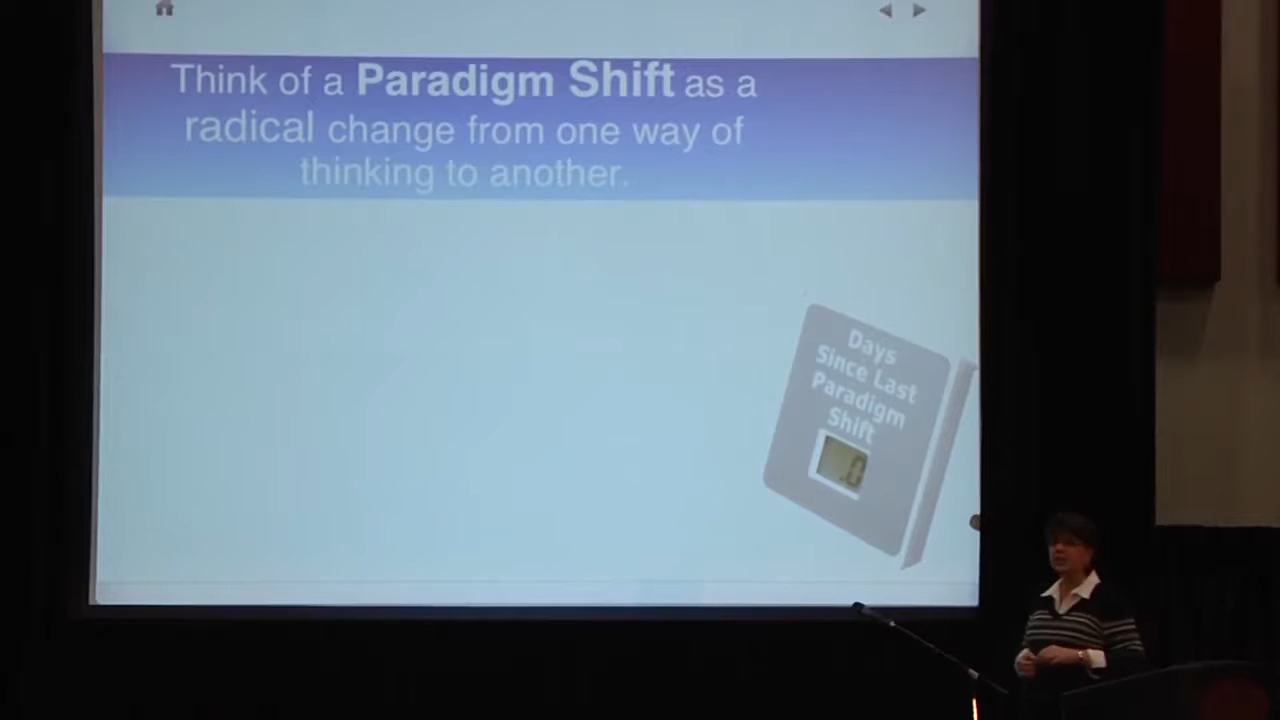 Think of a Paradigm Shift as a
radical change from one way of
thinking to another.
Days
Since Last
Paradigm
Shift
0